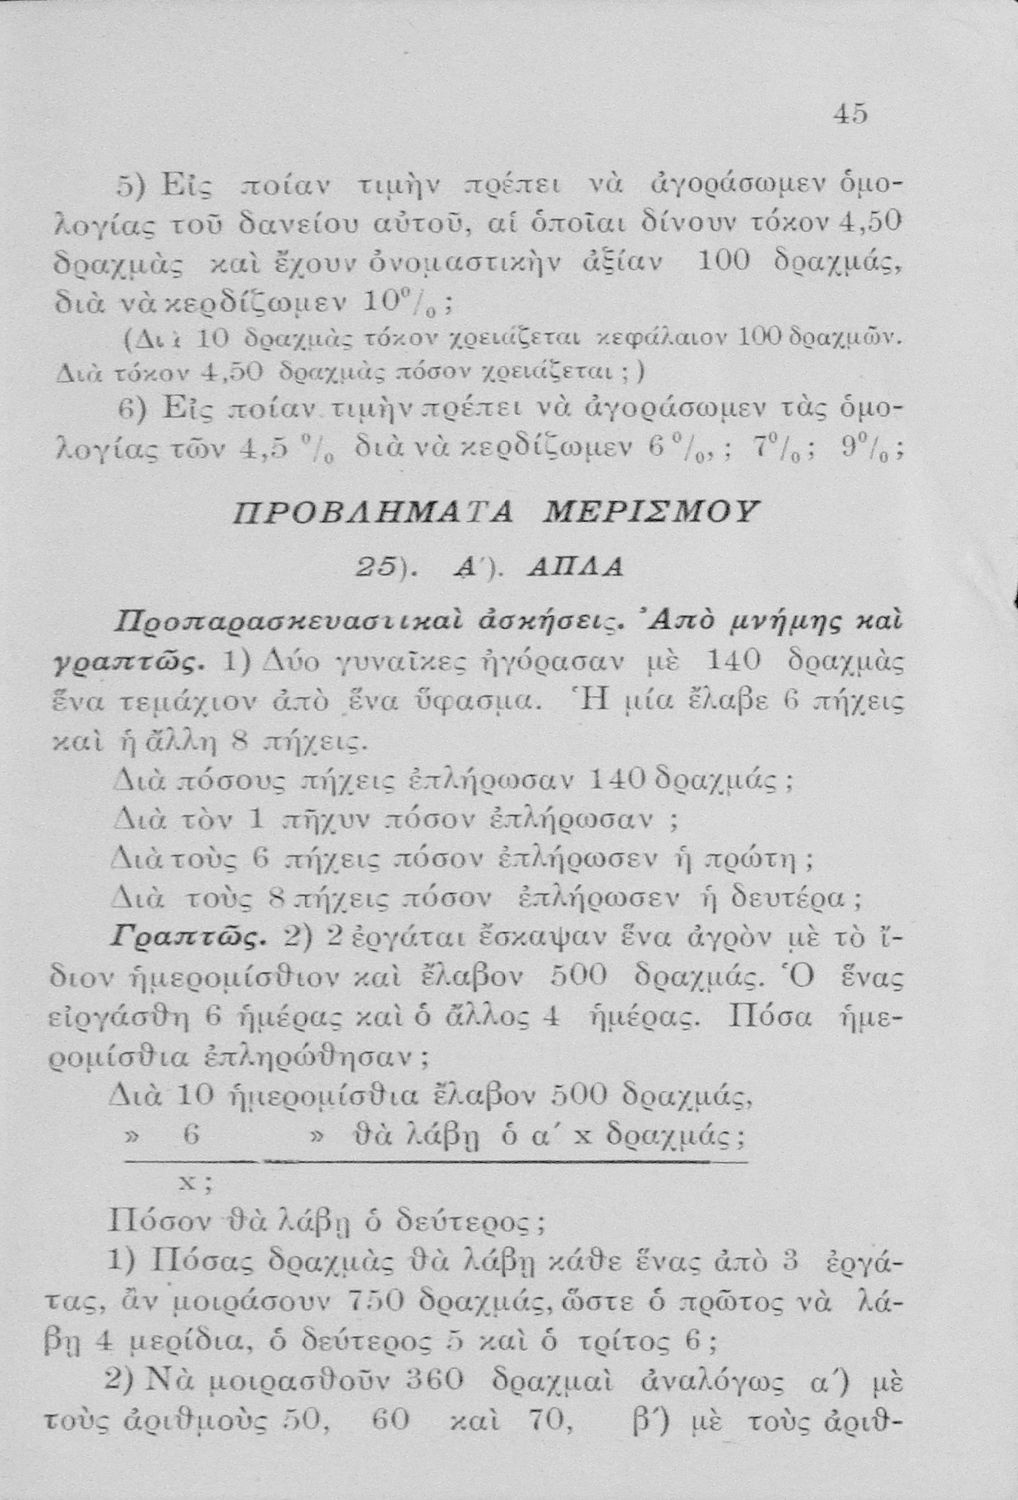 45
5) Εἰς ποίαν τιμὴν πρέπει νὰ ἀγοράσωμεν ὁμο-
λογίας τοῦ δανείου αὐτοῦ, αἱ ὁποῖαι δίνουν τόκον 4,50
δραχμὰς καὶ ἔχουν ὀνομαστικὴν ἀξίαν 100 δραχμάς,
διὰ νὰ κερδίζωμεν 10⁰/₀;
(Διὰ 10 δραχμὰς τόκον χρειάζεται κεφάλαιον 100 δραχμῶν.
Διὰ τόκον 4,50 δραχμὰς πόσον χρειάζεται;)
6) Εἰς ποίαν τιμὴν πρέπει νὰ ἀγοράσωμεν τὰς ὁμο-
λογίας τῶν 4,5 ⁰/₀ διὰ νὰ κερδίζωμεν 6 ⁰/₀,; 7⁰/₀; 9⁰/₀;
ΠΡΟΒΛΗΜΑΤΑ ΜΕΡΙΣΜΟΥ
25). Α΄). ΑΠΛΑ
Προπαρασκευαστικαὶ ἀσκήσεις. Ἀπὸ μνήμης καὶ
γραπτῶς. 1) Δύο γυναῖκες ἠγόρασαν μὲ 140 δραχμὰς
ἕνα τεμάχιον ἀπὸ ἕνα ὕφασμα. Ἡ μία ἔλαβε 6 πήχεις
καὶ ἡ ἄλλη 8 πήχεις.
Διὰ πόσους πήχεις ἐπλήρωσαν 140 δραχμάς;
Διὰ τὸν 1 πῆχυν πόσον ἐπλήρωσαν ;
Διὰ τοὺς 6 πήχεις πόσον ἐπλήρωσεν ἡ πρώτη;
Διὰ τοὺς 8 πήχεις πόσον ἐπλήρωσεν ἡ δευτέρα;
Γραπτῶς. 2) 2 ἐργάται ἔσκαψαν ἕνα ἀγρὸν μὲ τὸ ἴ-
διον ἡμερομίσθιον καὶ ἔλαβον 500 δραχμάς. Ὁ ἕνας
εἰργάσθη 6 ἡμέρας καὶ ὁ ἄλλος 4 ἡμέρας. Πόσα ἡμε-
ρομίσθια ἐπληρώθησαν;
Διὰ 10 ἡμερομίσθια ἔλαβον 500 δραχμάς,
» 6 » θὰ λάβῃ ὁ α΄ x δραχμάς;
x;
Πόσον θὰ λάβῃ ὁ δεύτερος;
1) Πόσας δραχμὰς θὰ λάβῃ κάθε ἕνας ἀπὸ 3 ἐργά-
τας, ἂν μοιράσουν 750 δραχμάς, ὥστε ὁ πρῶτος νὰ λά-
βῃ 4 μερίδια, ὁ δεύτερος 5 καὶ ὁ τρίτος 6;
2) Νὰ μοιρασθοῦν 360 δραχμαὶ ἀναλόγως α΄) μὲ
τοὺς ἀριθμοὺς 50, 60 καὶ 70, β΄) μὲ τοὺς ἀριθ-